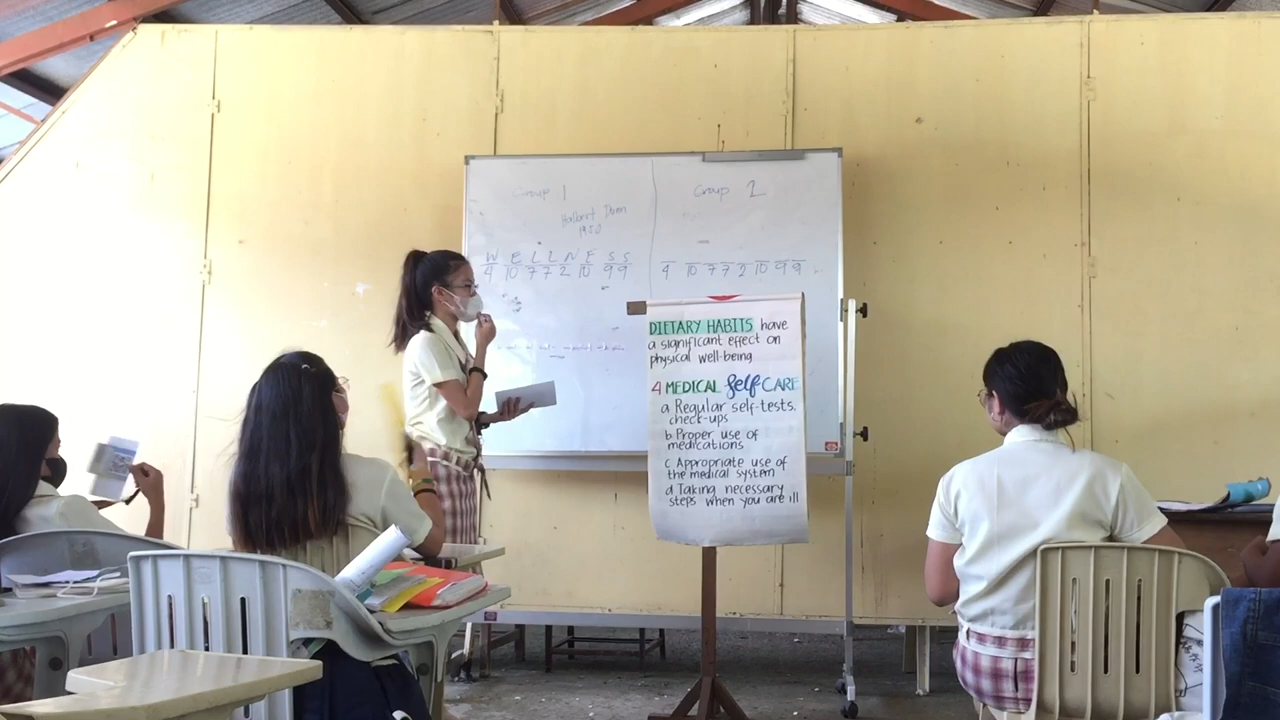 Group 1
Group 2
1950
W E L L N E S S
4 10 7 7 2 10 9 9
4 10 7 7 2 10 9 9
DIETARY HABITS have
a significant effect on
physical well-being
4 MEDICAL Self CARE
a Regular self-tests,
check-ups
b Proper use of
medications
c Appropriate use of
the medical system
d Taking necessary
steps when you are ill